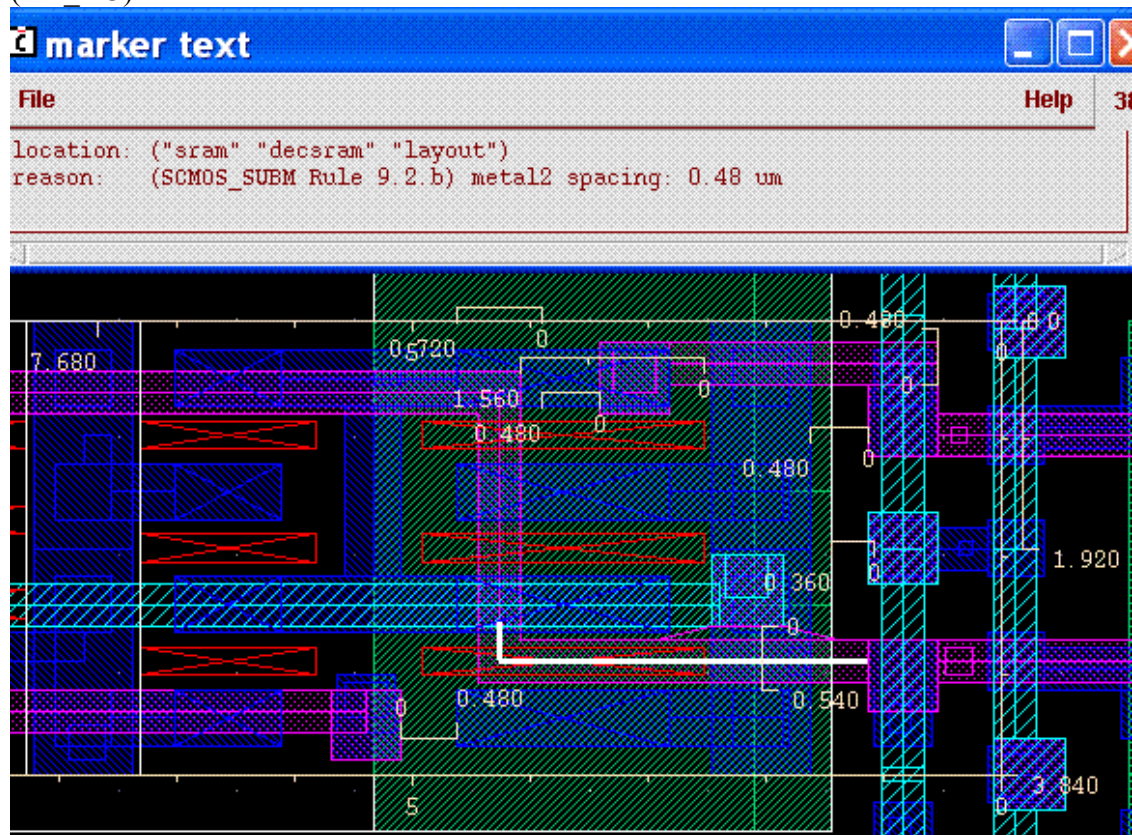 marker text
File Help
location: ("sram" "decsram" "layout")
reason: (SCMOS_SUBM Rule 9.2.b) metal2 spacing: 0.48 um
0.480
7.680 0.720 0
5
0 0
1.560
0.480 0
0.480 0
1.920
0 0.360
0
0.480 0.540
0
3.840
5 0